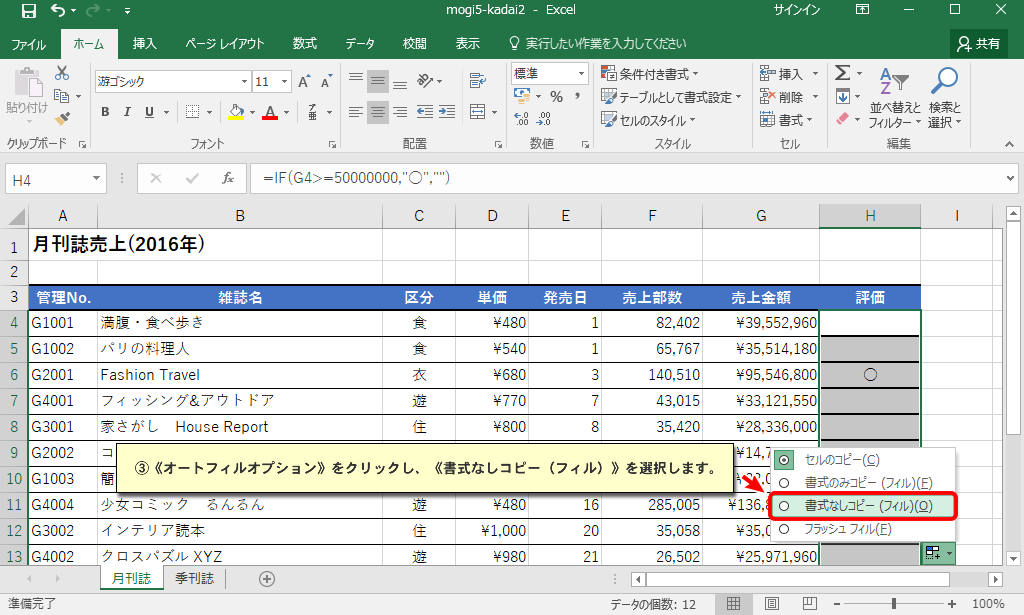 mogi5-kadai2 - Excel
サインイン
ファイル ホーム 挿入 ページ レイアウト 数式 データ 校閲 表示 実行したい作業を入力してください 共有
貼り付け
クリップボード
游ゴシック 11
B I U
フォント
配置
標準
%
数値
条件付き書式
テーブルとして書式設定
セルのスタイル
スタイル
挿入
削除
書式
セル
並べ替えと
フィルター
検索と
選択
編集
H4 =IF(G4>=50000000,"〇","")
A B C D E F G H I
1 月刊誌売上(2016年)
2
3 管理No. 雑誌名 区分 単価 発売日 売上部数 売上金額 評価
4 G1001 満腹・食べ歩き 食 ¥480 1 82,402 ¥39,552,960
5 G1002 パリの料理人 食 ¥540 1 65,767 ¥35,514,180
6 G2001 Fashion Travel 衣 ¥680 3 140,510 ¥95,546,800 〇
7 G4001 フィッシング&アウトドア 遊 ¥770 7 43,015 ¥33,121,550
8 G3001 家さがし House Report 住 ¥800 8 35,420 ¥28,336,000
9 G2002 コ ¥14,7
③《オートフィルオプション》をクリックし、《書式なしコピー（フィル）》を選択します。
10 G1003 簡
11 G4004 少女コミック るんるん 遊 ¥480 16 285,005 ¥136,8
12 G3002 インテリア読本 住 ¥1,000 20 35,058 ¥35,0
13 G4002 クロスパズル XYZ 遊 ¥980 21 26,502 ¥25,971,960
セルのコピー(C)
書式のみコピー (フィル)(F)
書式なしコピー (フィル)(O)
フラッシュ フィル(F)
月刊誌 季刊誌
準備完了 データの個数: 12 100%